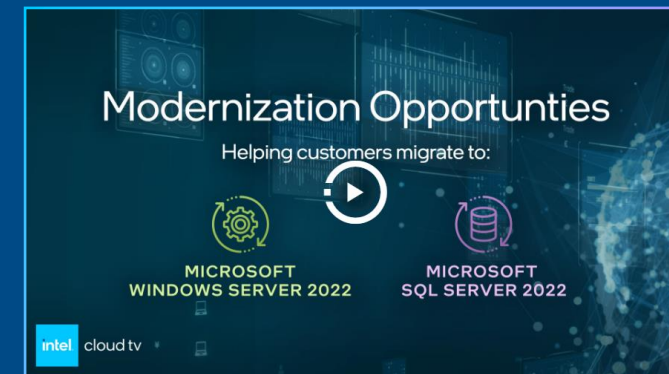 Modernization Opportunties
Helping customers migrate to:
MICROSOFT
WINDOWS SERVER 2022
MICROSOFT
SQL SERVER 2022
intel. cloud tv